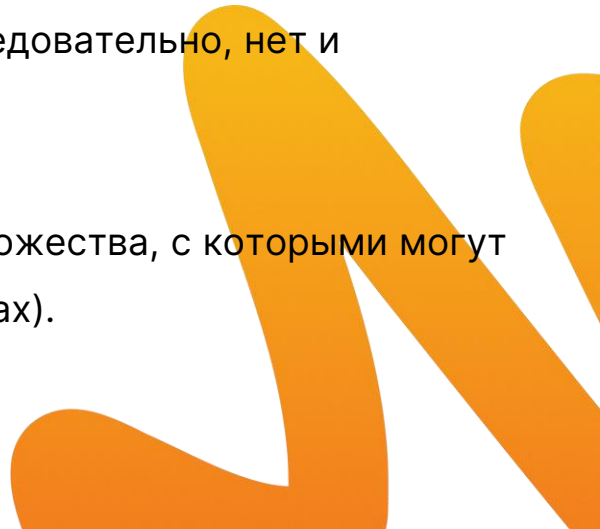 едовательно, нет и
ожества, с которыми могут
ах).